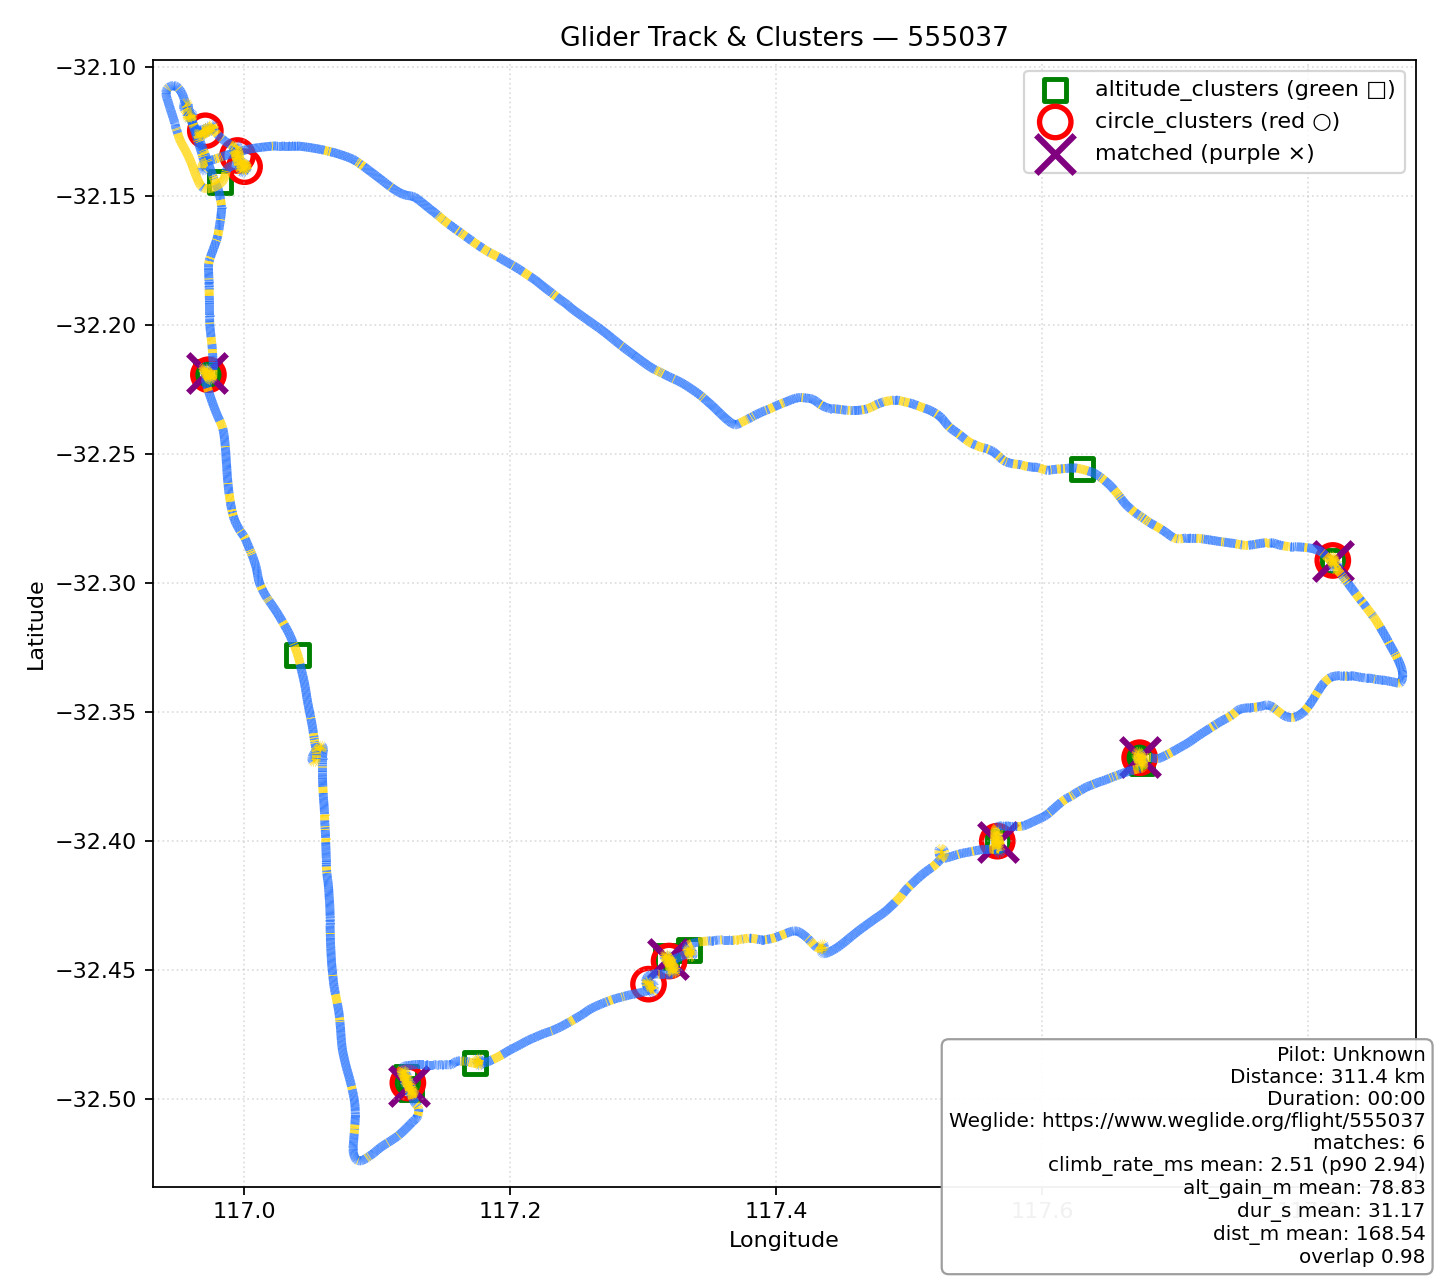 Glider Track & Clusters — 555037
altitude_clusters (green □)
circle_clusters (red ○)
matched (purple ×)
−32.10
−32.15
−32.20
−32.25
−32.30
−32.35
−32.40
−32.45
−32.50
Latitude
117.0
117.2
117.4
117.6
Longitude
Pilot: Unknown
Distance: 311.4 km
Duration: 00:00
Weglide: https://www.weglide.org/flight/555037
matches: 6
climb_rate_ms mean: 2.51 (p90 2.94)
alt_gain_m mean: 78.83
dur_s mean: 31.17
dist_m mean: 168.54
overlap 0.98